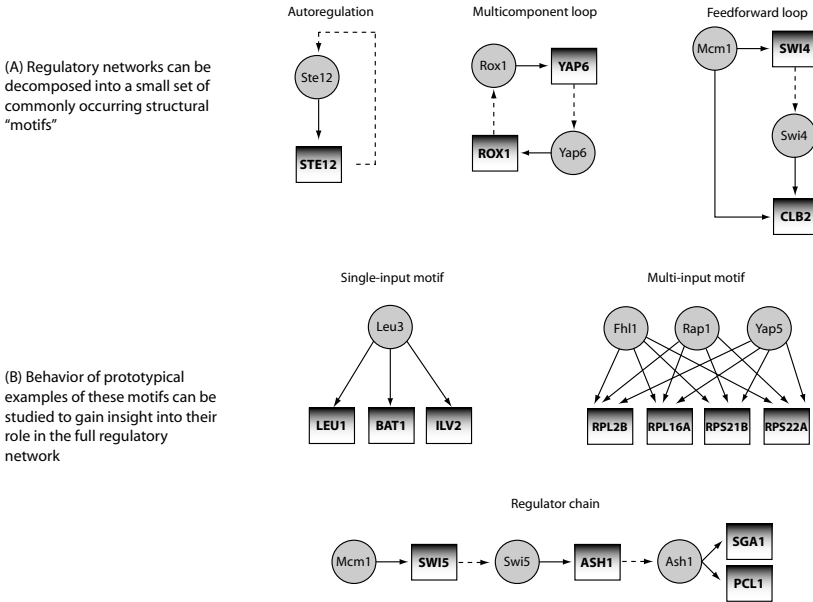 Autoregulation
Multicomponent loop
Feedforward loop
(A) Regulatory networks can be
decomposed into a small set of
commonly occurring structural
"motifs"
Ste12
STE12
Rox1
YAP6
ROX1
Yap6
Mcm1
SWI4
Swi4
CLB2
Single-input motif
Multi-input motif
(B) Behavior of prototypical
examples of these motifs can be
studied to gain insight into their
role in the full regulatory
network
Leu3
LEU1
BAT1
ILV2
Fhl1
Rap1
Yap5
RPL2B
RPL16A
RPS21B
RPS22A
Regulator chain
Mcm1
SWI5
Swi5
ASH1
Ash1
SGA1
PCL1